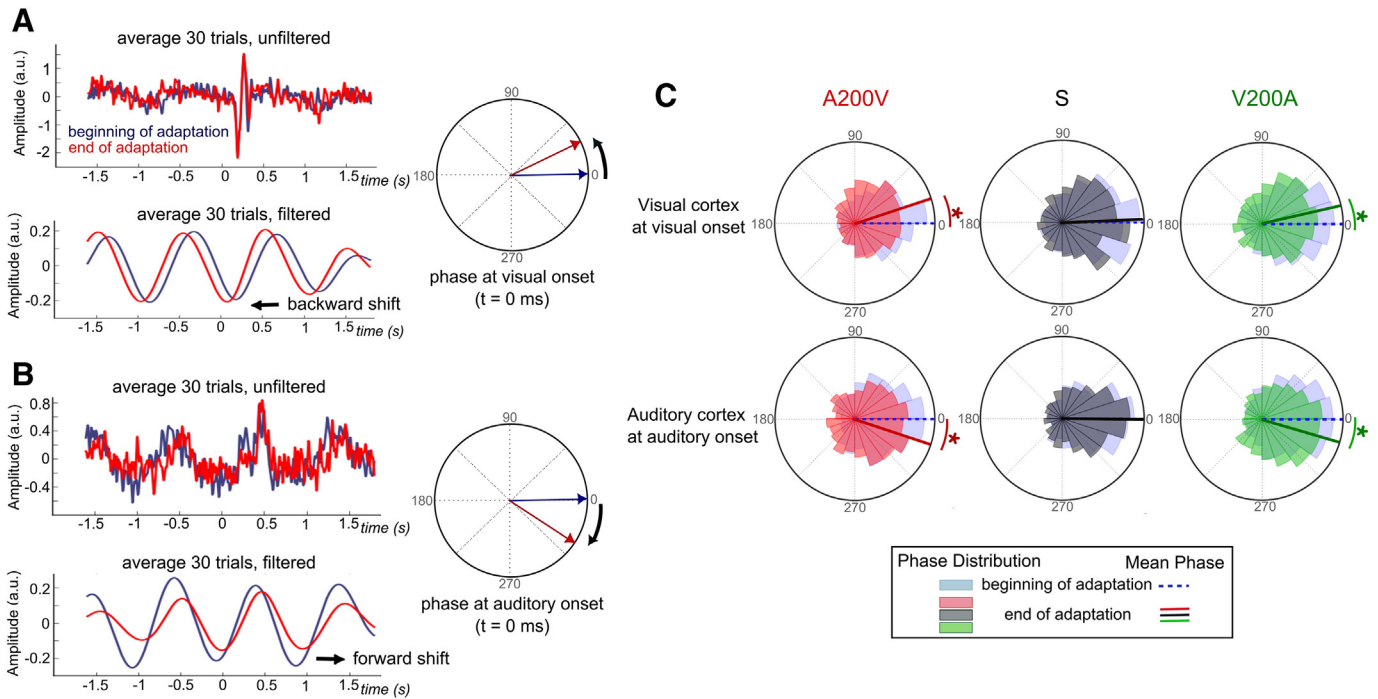 A
average 30 trials, unfiltered
Amplitude (a.u.)
1
0
-1
-2
beginning of adaptation
end of adaptation
-1.5 -1 -0.5 0 0.5 1 1.5 time (s)
average 30 trials, filtered
Amplitude (a.u.)
0.2
0
-0.2
backward shift
-1.5 -1 -0.5 0 0.5 1 1.5 time (s)
90
180
0
270
phase at visual onset
(t = 0 ms)
B
average 30 trials, unfiltered
Amplitude (a.u.)
0.8
0.4
0
-0.4
-1.5 -1 -0.5 0 0.5 1 1.5 time (s)
average 30 trials, filtered
Amplitude (a.u.)
0.2
0
-0.2
forward shift
-1.5 -1 -0.5 0 0.5 1 1.5 time (s)
90
180
0
270
phase at auditory onset
(t = 0 ms)
C
A200V S V200A
Visual cortex
at visual onset
90 90 90
180 0 * 180 0 180 0 *
270 270 270
Auditory cortex
at auditory onset
90 90 90
180 0 * 180 0 180 0 *
270 270 270
Phase Distribution Mean Phase
beginning of adaptation
end of adaptation